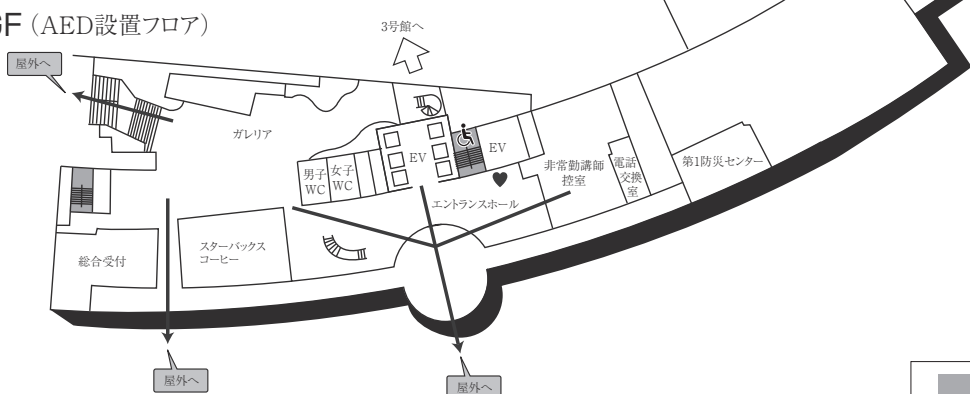 GF（AED設置フロア）
3号館へ
屋外へ
ガレリア
EV
EV
男子
WC
女子
WC
非常勤講師
控室
電話
交換
室
第1防災センター
エントランスホール
スターバックス
コーヒー
総合受付
屋外へ
屋外へ